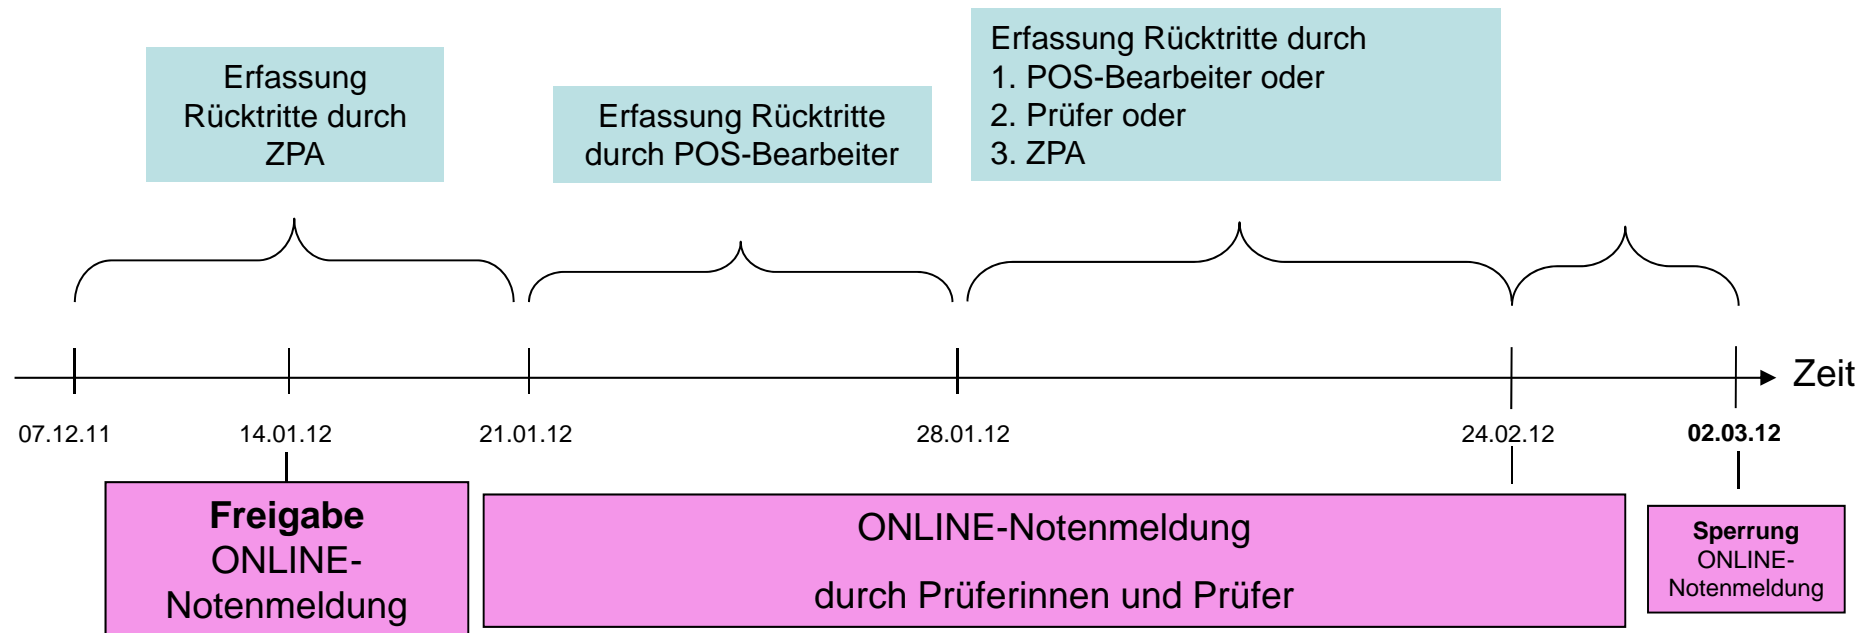 Erfassung
Rücktritte durch
ZPA
Erfassung Rücktritte
durch POS-Bearbeiter
Erfassung Rücktritte durch
1. POS-Bearbeiter oder
2. Prüfer oder
3. ZPA
Zeit
07.12.11
14.01.12
21.01.12
28.01.12
24.02.12
02.03.12
Freigabe
ONLINE-
Notenmeldung
ONLINE-Notenmeldung
durch Prüferinnen und Prüfer
Sperrung
ONLINE-
Notenmeldung